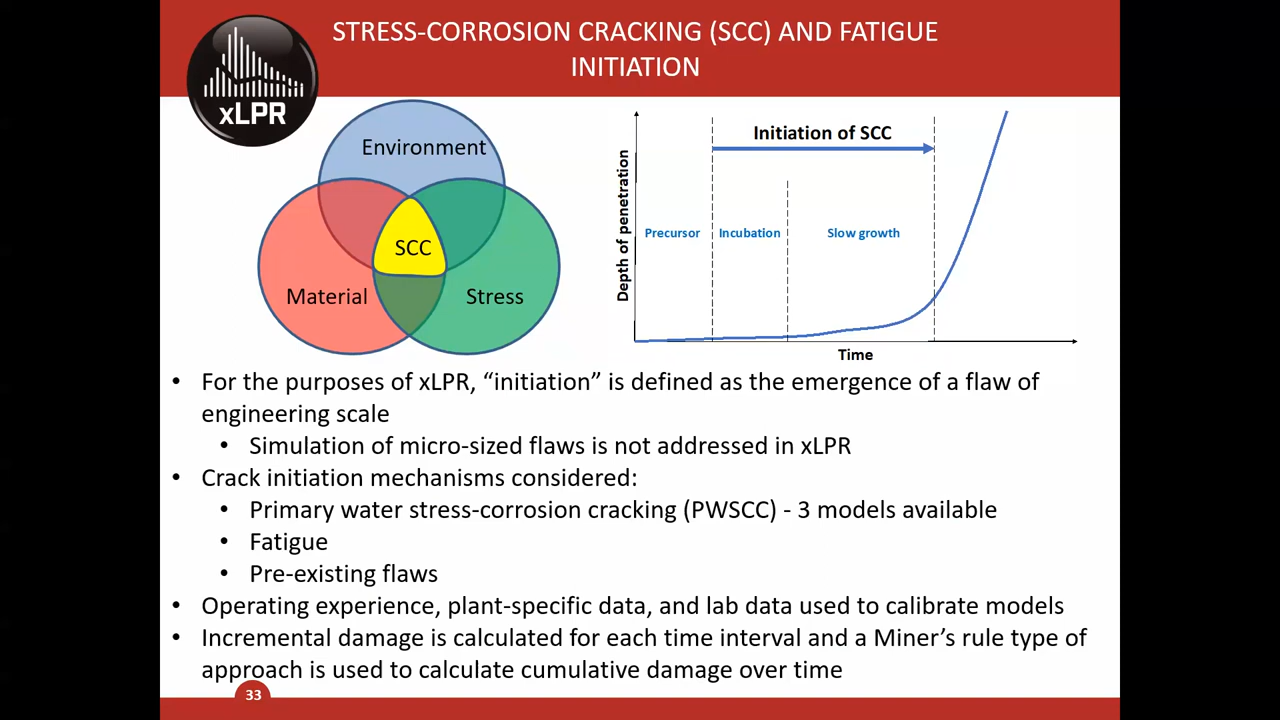 STRESS-CORROSION CRACKING (SCC) AND FATIGUE
INITIATION
xLPR
Environment
SCC
Material
Stress
Initiation of SCC
Depth of penetration
Precursor
Incubation
Slow growth
Time
• For the purposes of xLPR, “initiation” is defined as the emergence of a flaw of
engineering scale
• Simulation of micro-sized flaws is not addressed in xLPR
• Crack initiation mechanisms considered:
• Primary water stress-corrosion cracking (PWSCC) - 3 models available
• Fatigue
• Pre-existing flaws
• Operating experience, plant-specific data, and lab data used to calibrate models
• Incremental damage is calculated for each time interval and a Miner’s rule type of
approach is used to calculate cumulative damage over time
33